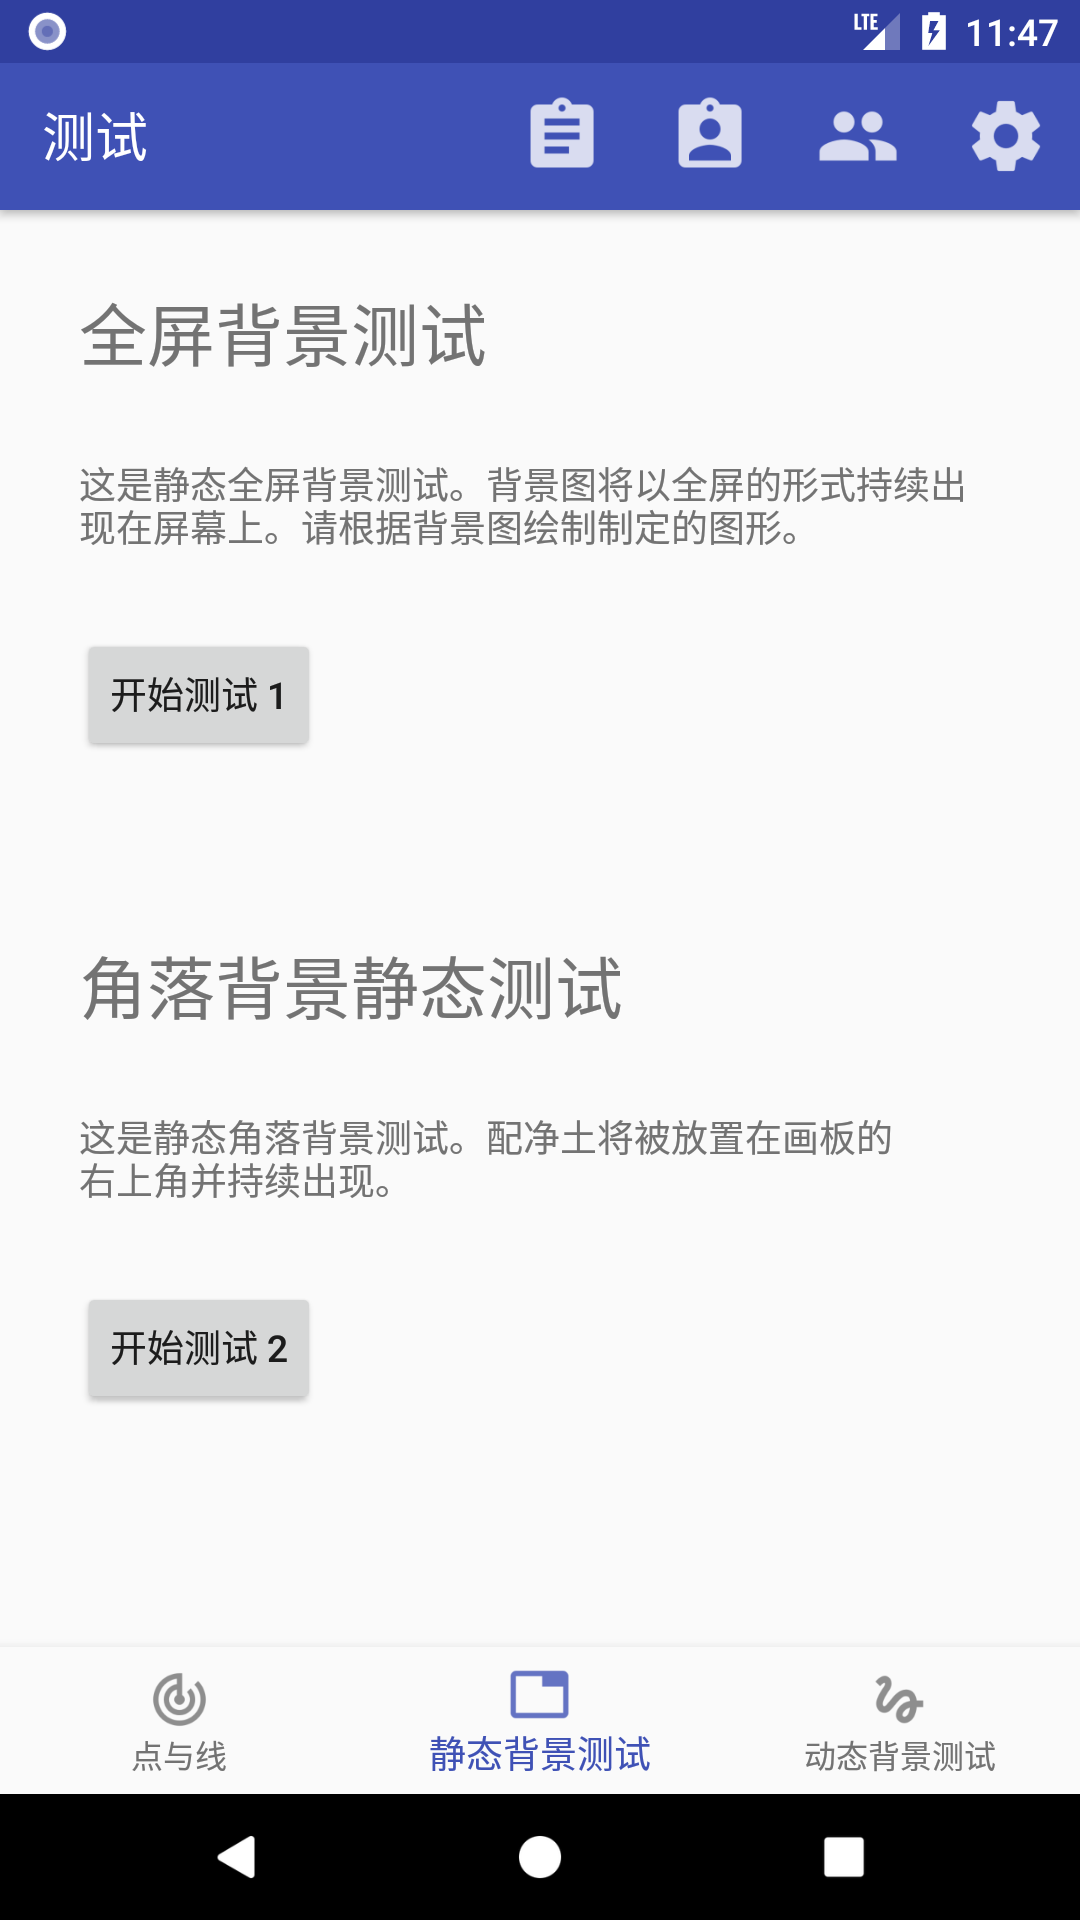 LTE 11:47
测试
全屏背景测试
这是静态全屏背景测试。背景图将以全屏的形式持续出
现在屏幕上。请根据背景图绘制制定的图形。
开始测试 1
角落背景静态测试
这是静态角落背景测试。配净土将被放置在画板的
右上角并持续出现。
开始测试 2
点与线
静态背景测试
动态背景测试